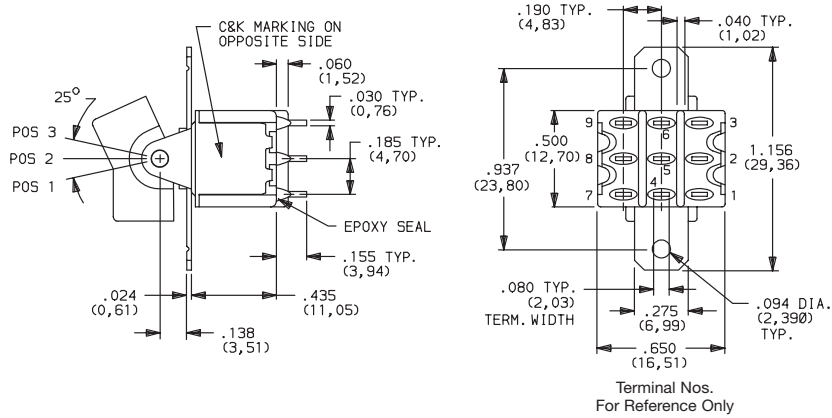 C&K MARKING ON
OPPOSITE SIDE
.060
(1,52)
.030 TYP.
(0,76)
25°
POS 3
POS 2
POS 1
.185 TYP.
(4,70)
EPOXY SEAL
.155 TYP.
(3,94)
.024
(0,61)
.435
(11,05)
.138
(3,51)
.190 TYP.
(4,83)
.040 TYP.
(1,02)
9
6
3
.500
(12,70)
8
5
2
1.156
(29,36)
.937
(23,80)
7
4
1
.080 TYP.
(2,03)
TERM. WIDTH
.275
(6,99)
.094 DIA.
(2,39Ø)
TYP.
.650
(16,51)
Terminal Nos.
For Reference Only